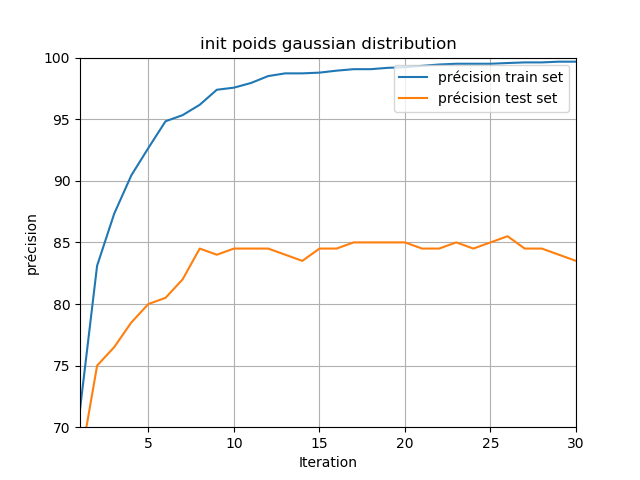 init poids gaussian distribution
100
95
90
85
80
75
70
précision
précision train set
précision test set
5
10
15
20
25
30
Iteration